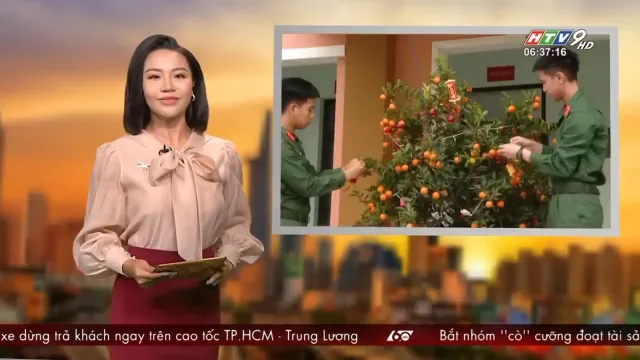 HTV9 HD
06:37:16
xe dừng trả khách ngay trên cao tốc TP.HCM - Trung Lương 60 Bắt nhóm "cò" cưỡng đoạt tài sả